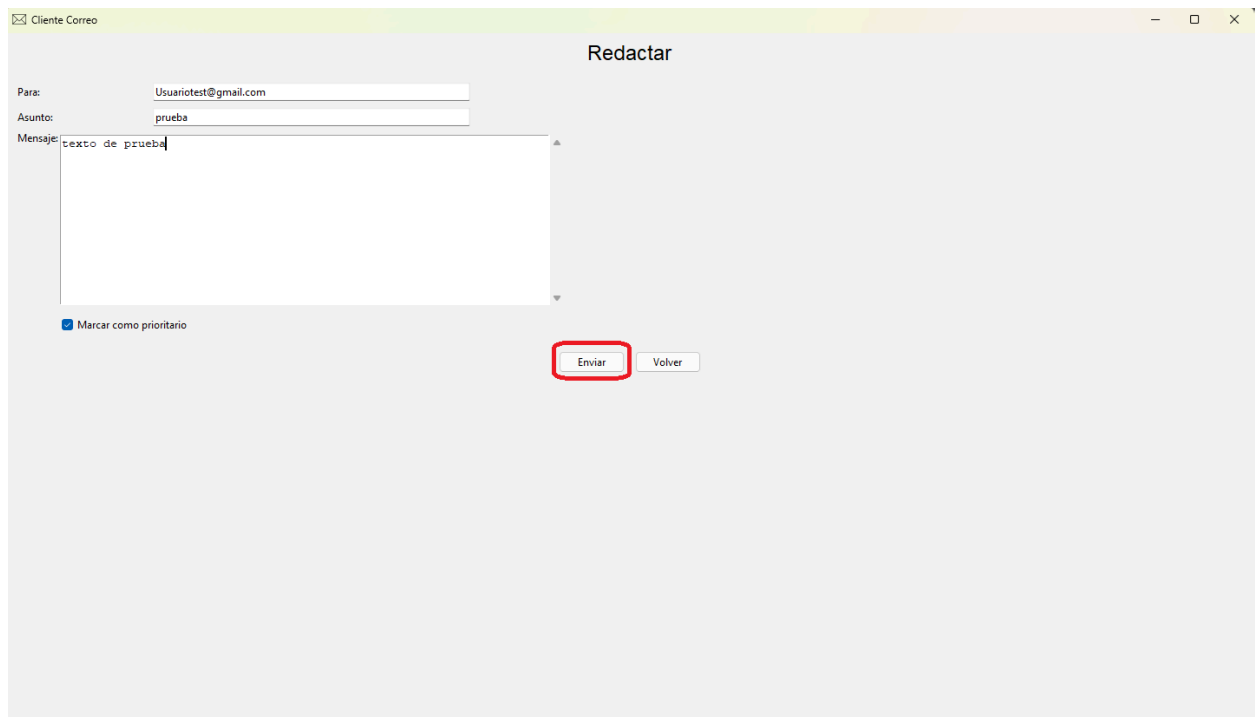 Cliente Correo
Redactar
Para: Usuariotest@gmail.com
Asunto: prueba
Mensaje: texto de prueba
Marcar como prioritario
Enviar Volver